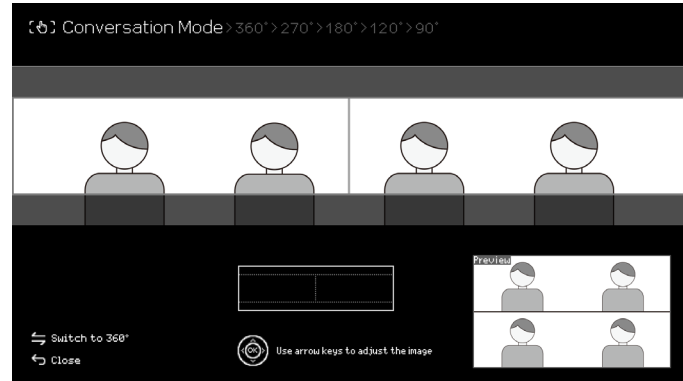 Conversation Mode>360°>270°>180°>120°>90°
Preview
Switch to 360°
OK Use arrow keys to adjust the image
Close